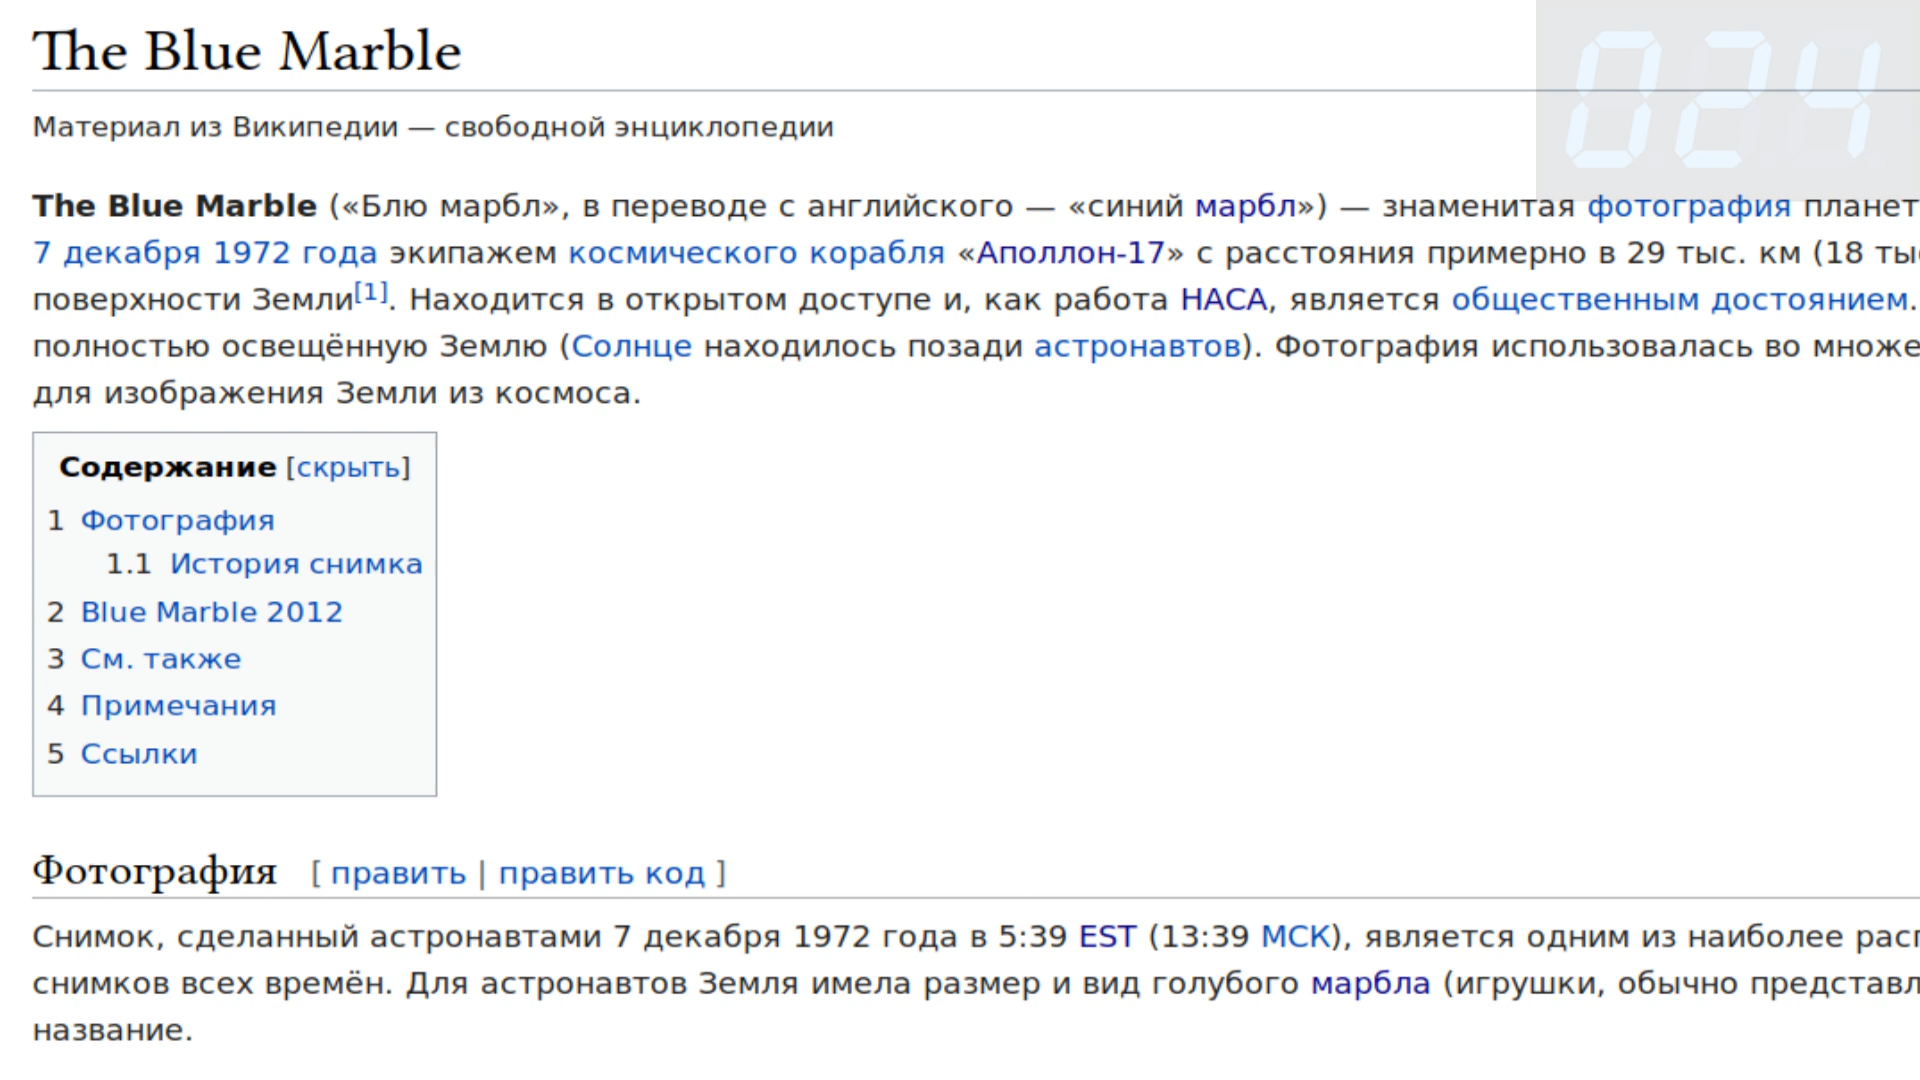 The Blue Marble
024
Материал из Википедии — свободной энциклопедии
The Blue Marble («Блю марбл», в переводе с английского — «синий марбл») — знаменитая фотография планет
7 декабря 1972 года экипажем космического корабля «Аполлон-17» с расстояния примерно в 29 тыс. км (18 ты
поверхности Земли[1]. Находится в открытом доступе и, как работа НАСА, является общественным достоянием.
полностью освещённую Землю (Солнце находилось позади астронавтов). Фотография использовалась во множе
для изображения Земли из космоса.
Содержание [скрыть]
1 Фотография
1.1 История снимка
2 Blue Marble 2012
3 См. также
4 Примечания
5 Ссылки
Фотография [ править | править код ]
Снимок, сделанный астронавтами 7 декабря 1972 года в 5:39 EST (13:39 МСК), является одним из наиболее рас
снимков всех времён. Для астронавтов Земля имела размер и вид голубого марбла (игрушки, обычно представл
название.